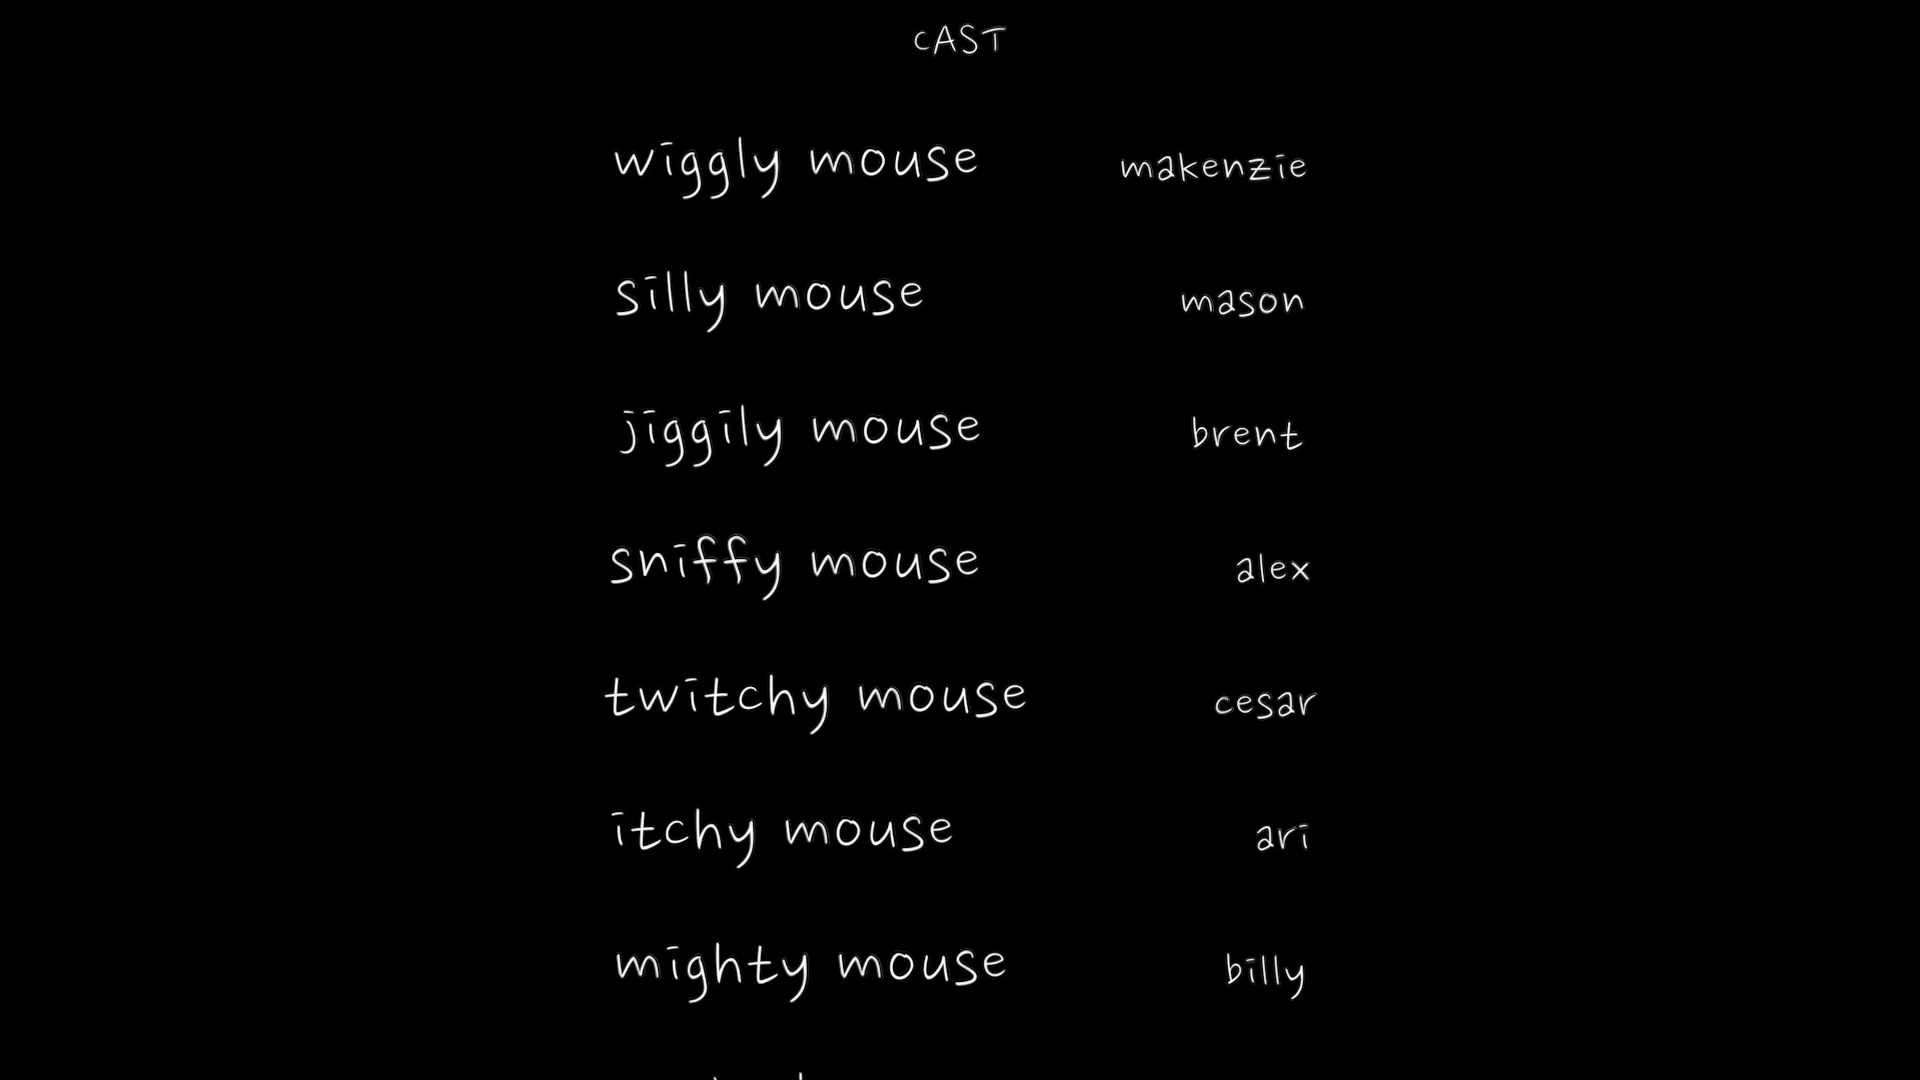 CAST
wiggly mouse makenzie
silly mouse mason
jiggily mouse brent
sniffy mouse alex
twitchy mouse cesar
itchy mouse ari
mighty mouse billy